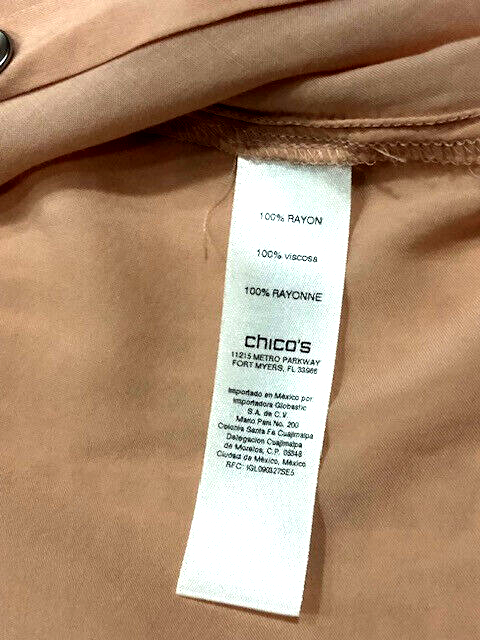 100% RAYON
100% VISCOSA
100% RAYONNE
chico's
11215 METRO PARKWAY
FORT MYERS, FL 33966
Importado en México por
Importadora Globastic
S.A. de C.V.
Mario Pani No. 200
Colonia Santa Fe Cuajimalpa
Delegacion Cuajimalpa
de Morelos, C.P. 05348
Ciudad de México, México
RFC: IGL090327SE5